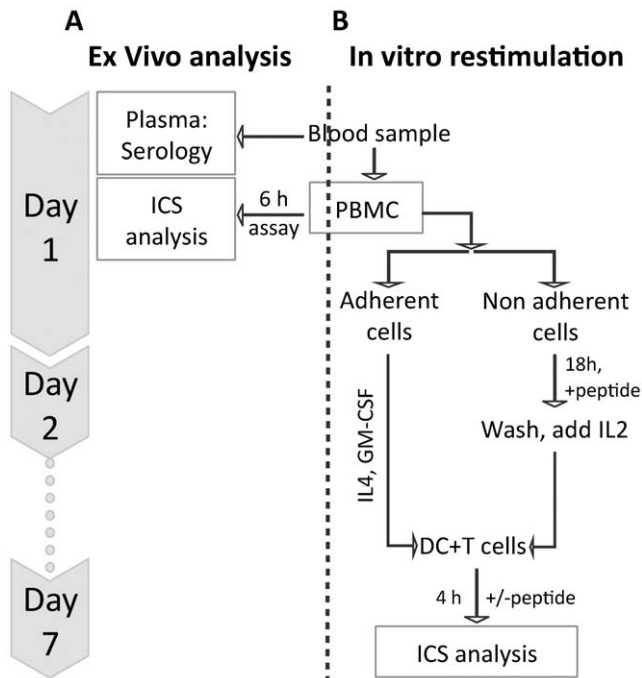 A
B
Ex Vivo analysis
In vitro restimulation
Day
1
Plasma:
Serology
Blood sample
ICS
analysis
6 h
assay
PBMC
Adherent
cells
Non adherent
cells
18h,
+peptide
Day
2
Wash, add IL2
IL4, GM-CSF
DC+T cells
Day
7
4 h
+/-peptide
ICS analysis